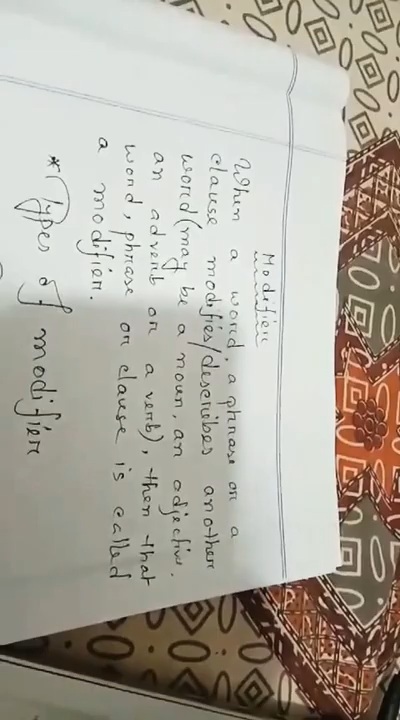 Modifier
When a word, a phrase or a
clause modifies/describes another
word (may be a noun, an adjective.
an adverb or a verb), then that
word, phrase or clause is called
a modifier.
* Types of modifier